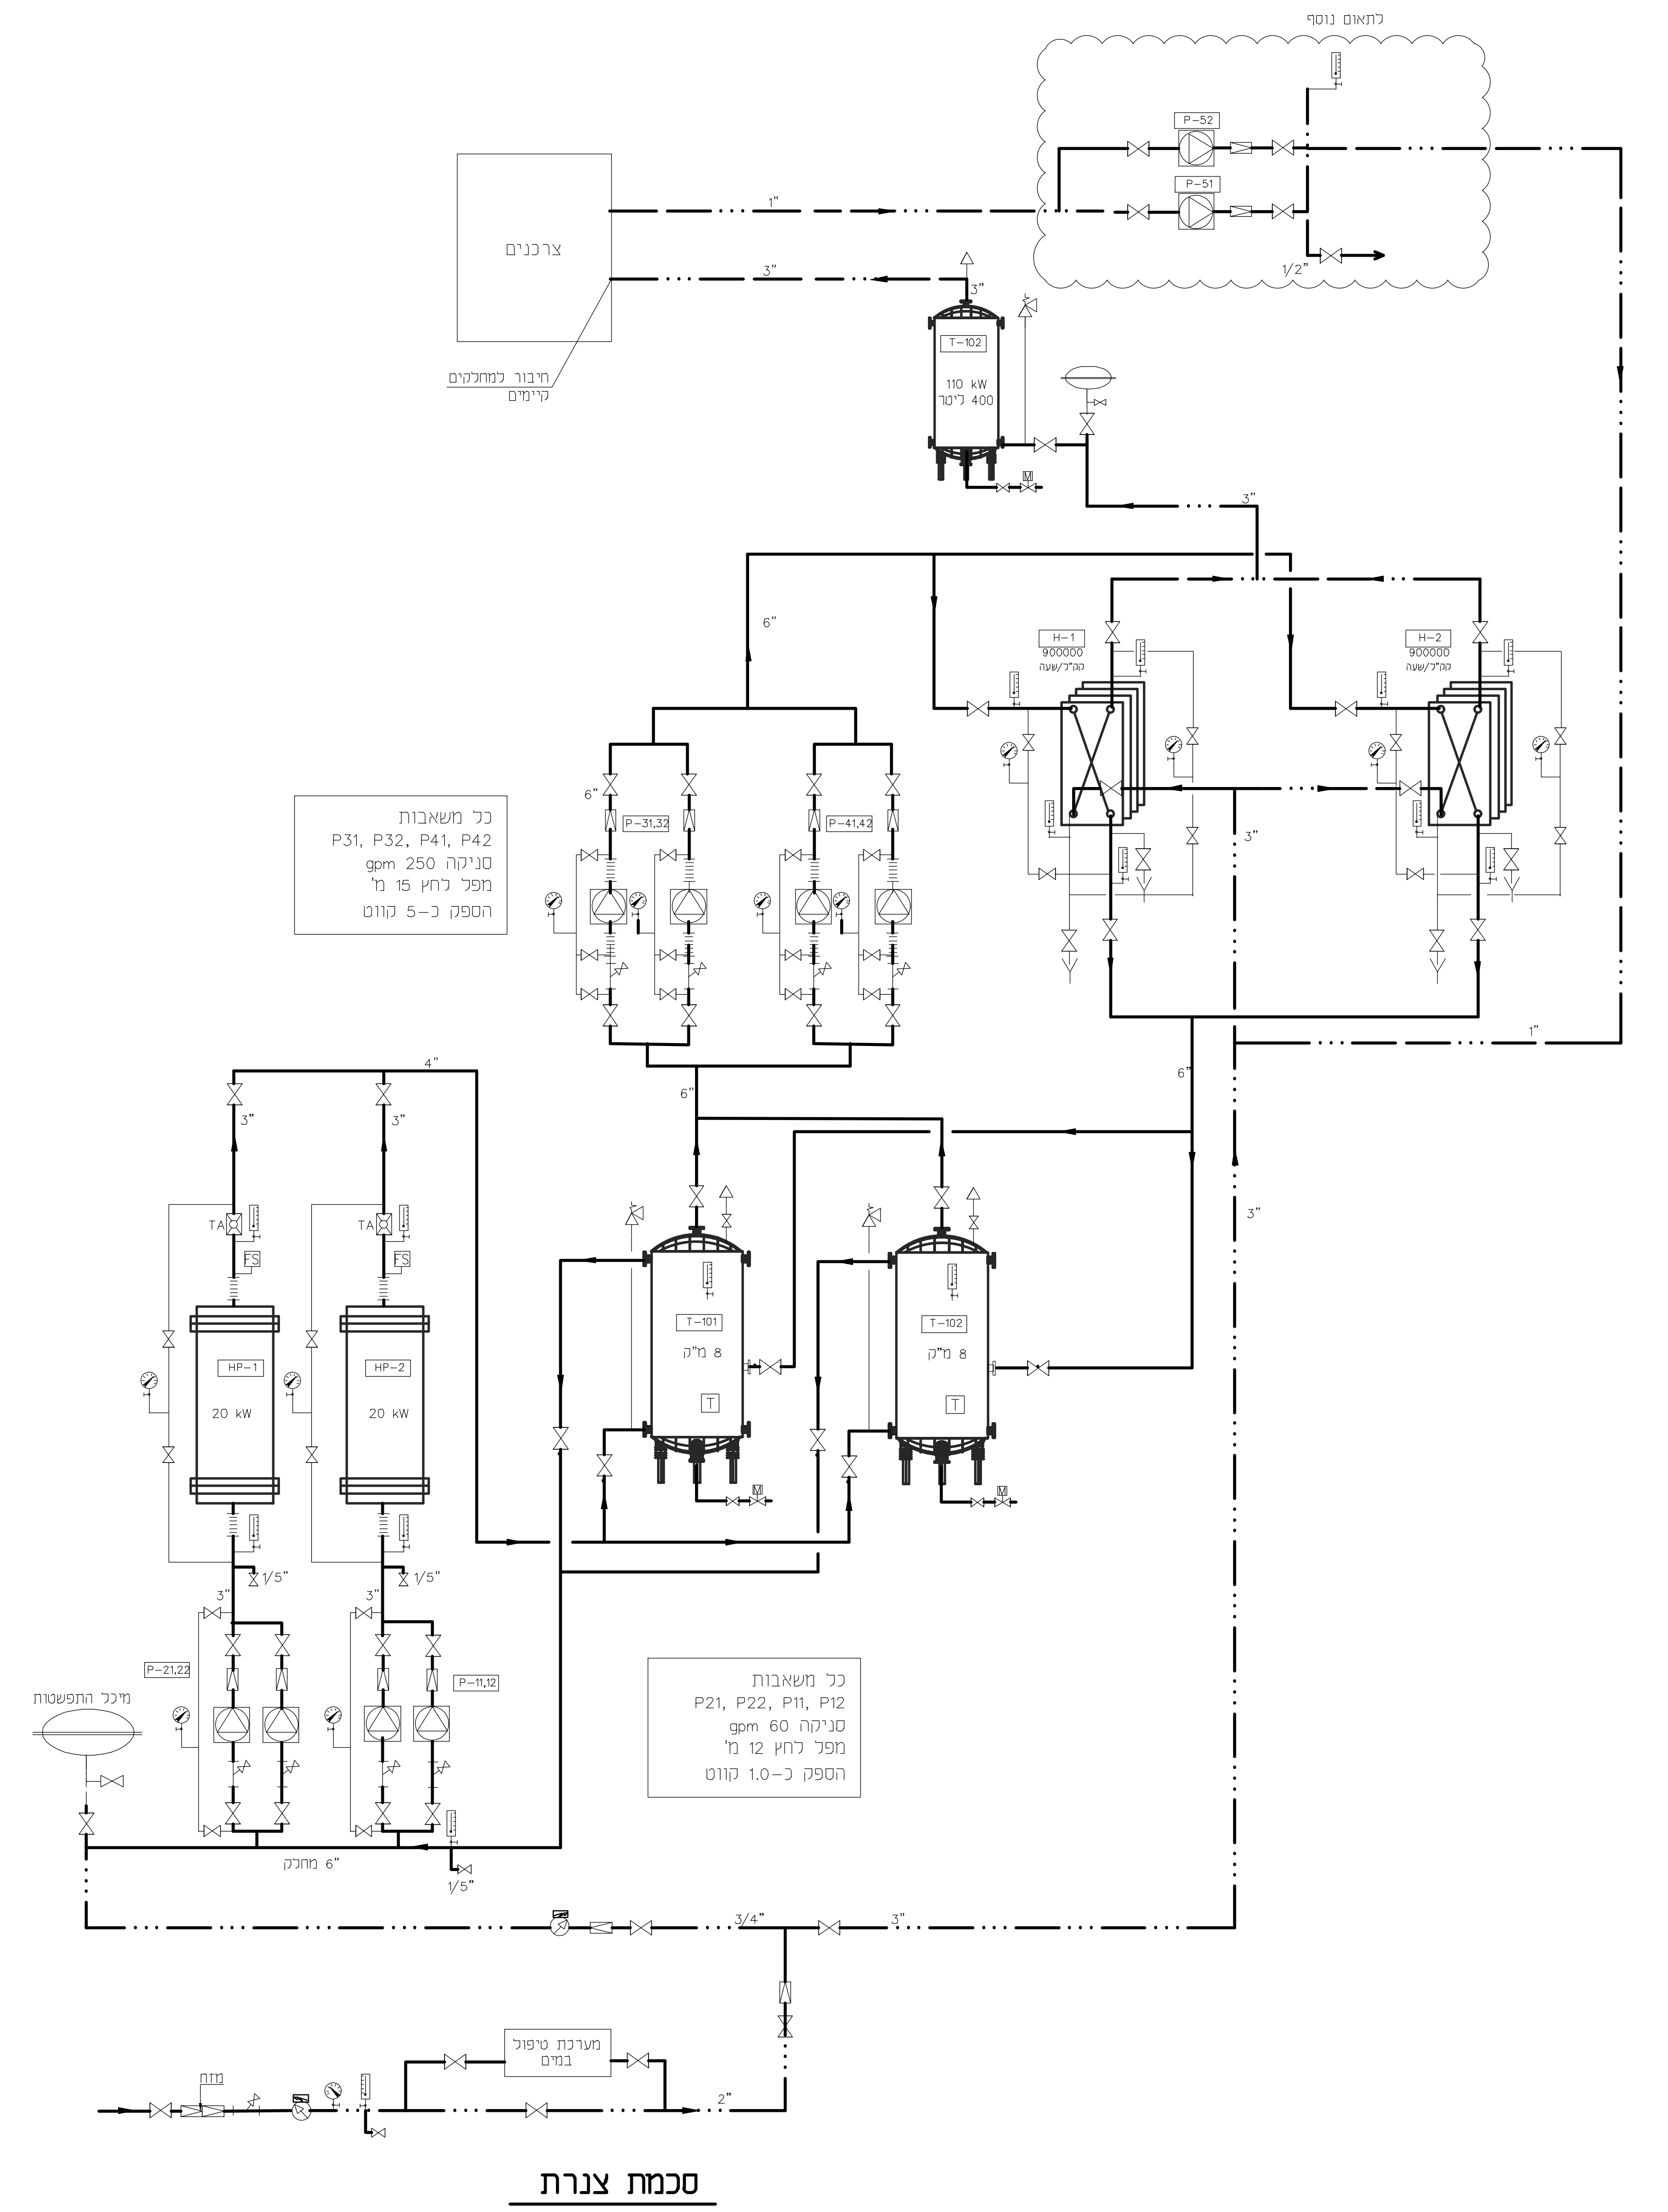 לתאום נוסף
P-52
P-51
1"
1/2"
צרכנים
3"
3"
חיבור למחלקים
קיימים
T-102
110 kW
400 ליטר
3"
6"
H-1
900000
קק"ל/שעה
H-2
900000
קק"ל/שעה
6"
P-31,32
P-41,42
כל משאבות
P31, P32, P41, P42
סניקה 250 gpm
מפל לחץ 15 מ'
הספק כ-5 קווט
3"
1"
6"
6"
4"
3"
3"
3"
TA
TA
FS
FS
T-101
8 מ"ק
T
T-102
8 מ"ק
T
HP-1
20 kW
HP-2
20 kW
M
M
M
1/5"
1/5"
3"
3"
P-21,22
P-11,12
כל משאבות
P21, P22, P11, P12
סניקה 60 gpm
מפל לחץ 12 מ'
הספק כ-1.0 קווט
מיכל התפשטות
6" מחלק
1/5"
3/4"
3"
מערכת טיפול
במים
מזח
2"
סכמת צנרת